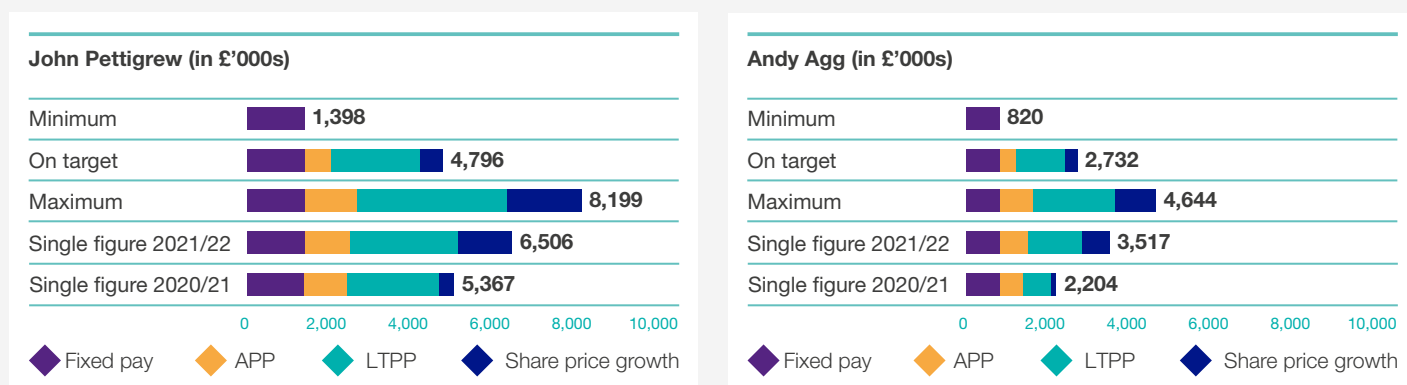 John Pettigrew (in £’000s)
Minimum 1,398
On target 4,796
Maximum 8,199
Single figure 2021/22 6,506
Single figure 2020/21 5,367
0 2,000 4,000 6,000 8,000 10,000
Fixed pay APP LTPP Share price growth
Andy Agg (in £’000s)
Minimum 820
On target 2,732
Maximum 4,644
Single figure 2021/22 3,517
Single figure 2020/21 2,204
0 2,000 4,000 6,000 8,000 10,000
Fixed pay APP LTPP Share price growth